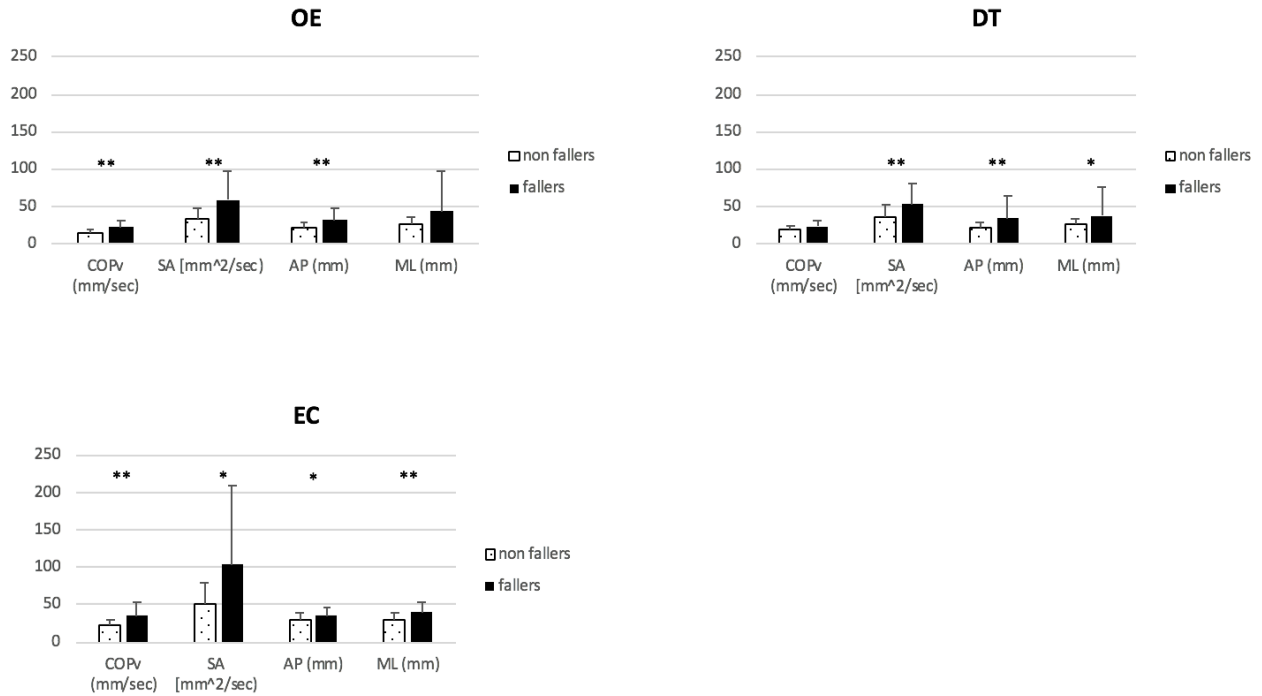 OE
250
200
150
100
50
0
** ** **
COPv (mm/sec)
SA [mm^2/sec)
AP (mm)
ML (mm)
non fallers
fallers
DT
250
200
150
100
50
0
** ** *
COPv (mm/sec)
SA [mm^2/sec)
AP (mm)
ML (mm)
non fallers
fallers
EC
250
200
150
100
50
0
** * * **
COPv (mm/sec)
SA [mm^2/sec)
AP (mm)
ML (mm)
non fallers
fallers